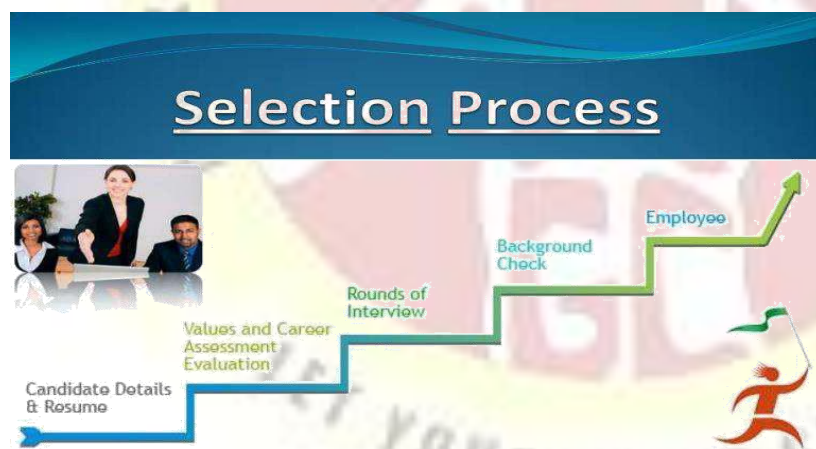 Selection Process
Employee
Background
Check
Rounds of
Interview
Values and Career
Assessment
Evaluation
Candidate Details
& Resume